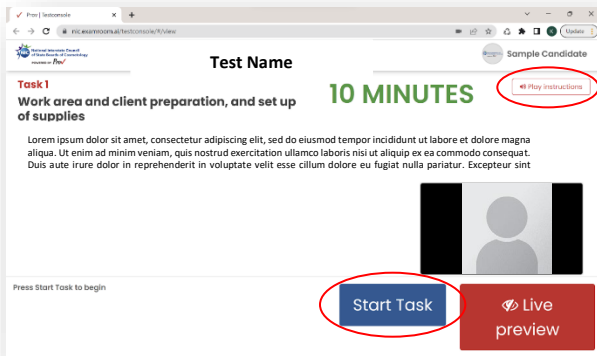 Prov | Testconsole
nic.examroom.ai/testconsole/#/view
Update
National Interstate Council
of State Boards of Cosmetology
POWERED BY Prov
Test Name
Sample Candidate
Task 1
Work area and client preparation, and set up
of supplies
10 MINUTES
Play instructions
Lorem ipsum dolor sit amet, consectetur adipiscing elit, sed do eiusmod tempor incididunt ut labore et dolore magna
aliqua. Ut enim ad minim veniam, quis nostrud exercitation ullamco laboris nisi ut aliquip ex ea commodo consequat.
Duis aute irure dolor in reprehenderit in voluptate velit esse cillum dolore eu fugiat nulla pariatur. Excepteur sint
Press Start Task to begin
Start Task
Live
preview